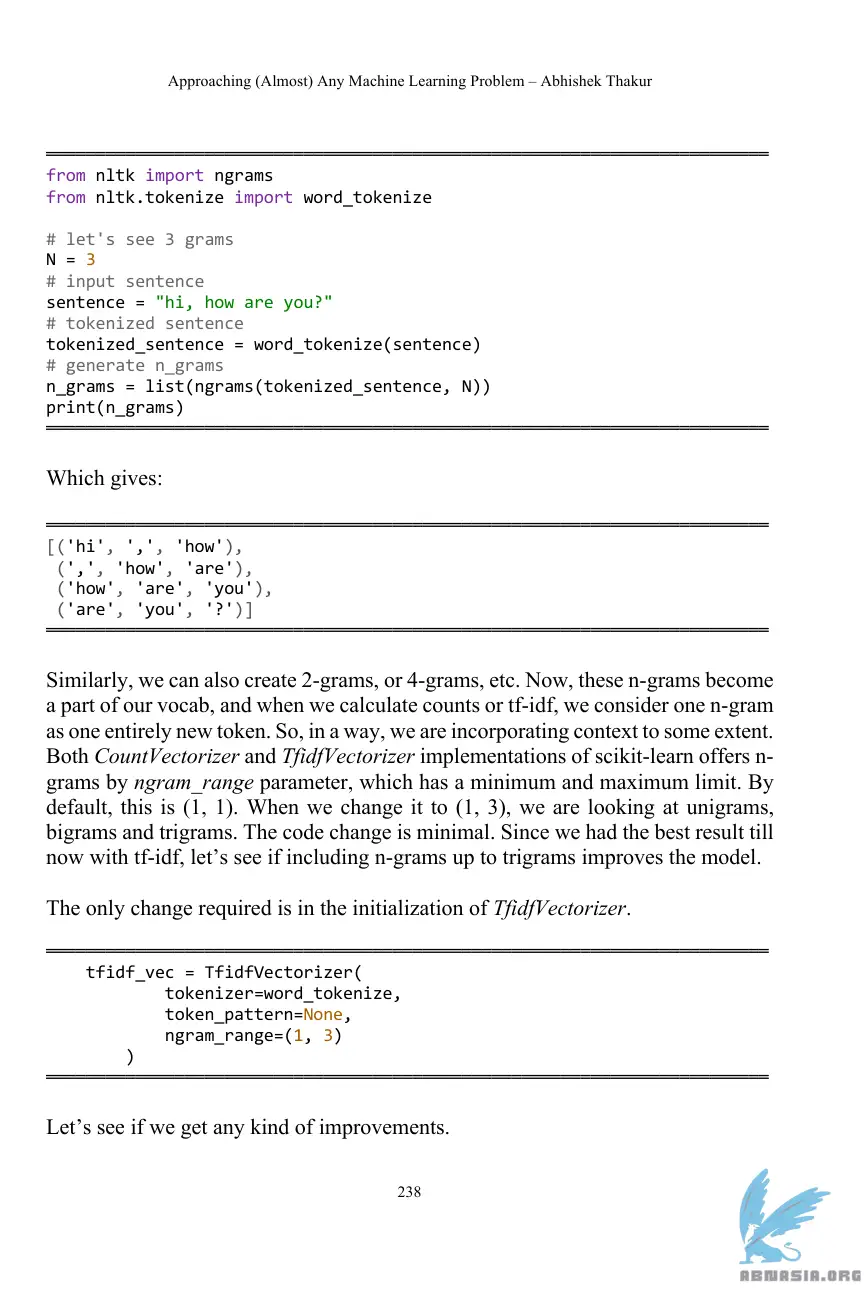 Approaching (Almost) Any Machine Learning Problem – Abhishek Thakur
from nltk import ngrams
from nltk.tokenize import word_tokenize
# let's see 3 grams
N = 3
# input sentence
sentence = "hi, how are you?"
# tokenized sentence
tokenized_sentence = word_tokenize(sentence)
# generate n_grams
n_grams = list(ngrams(tokenized_sentence, N))
print(n_grams)
Which gives:
[('hi', ',', 'how'),
 (',', 'how', 'are'),
 ('how', 'are', 'you'),
 ('are', 'you', '?')]
Similarly, we can also create 2-grams, or 4-grams, etc. Now, these n-grams become
a part of our vocab, and when we calculate counts or tf-idf, we consider one n-gram
as one entirely new token. So, in a way, we are incorporating context to some extent.
Both CountVectorizer and TfidfVectorizer implementations of scikit-learn offers n-
grams by ngram_range parameter, which has a minimum and maximum limit. By
default, this is (1, 1). When we change it to (1, 3), we are looking at unigrams,
bigrams and trigrams. The code change is minimal. Since we had the best result till
now with tf-idf, let’s see if including n-grams up to trigrams improves the model.
The only change required is in the initialization of TfidfVectorizer.
    tfidf_vec = TfidfVectorizer(
            tokenizer=word_tokenize,
            token_pattern=None,
            ngram_range=(1, 3)
        )
Let’s see if we get any kind of improvements.
238
ABNASIA.ORG